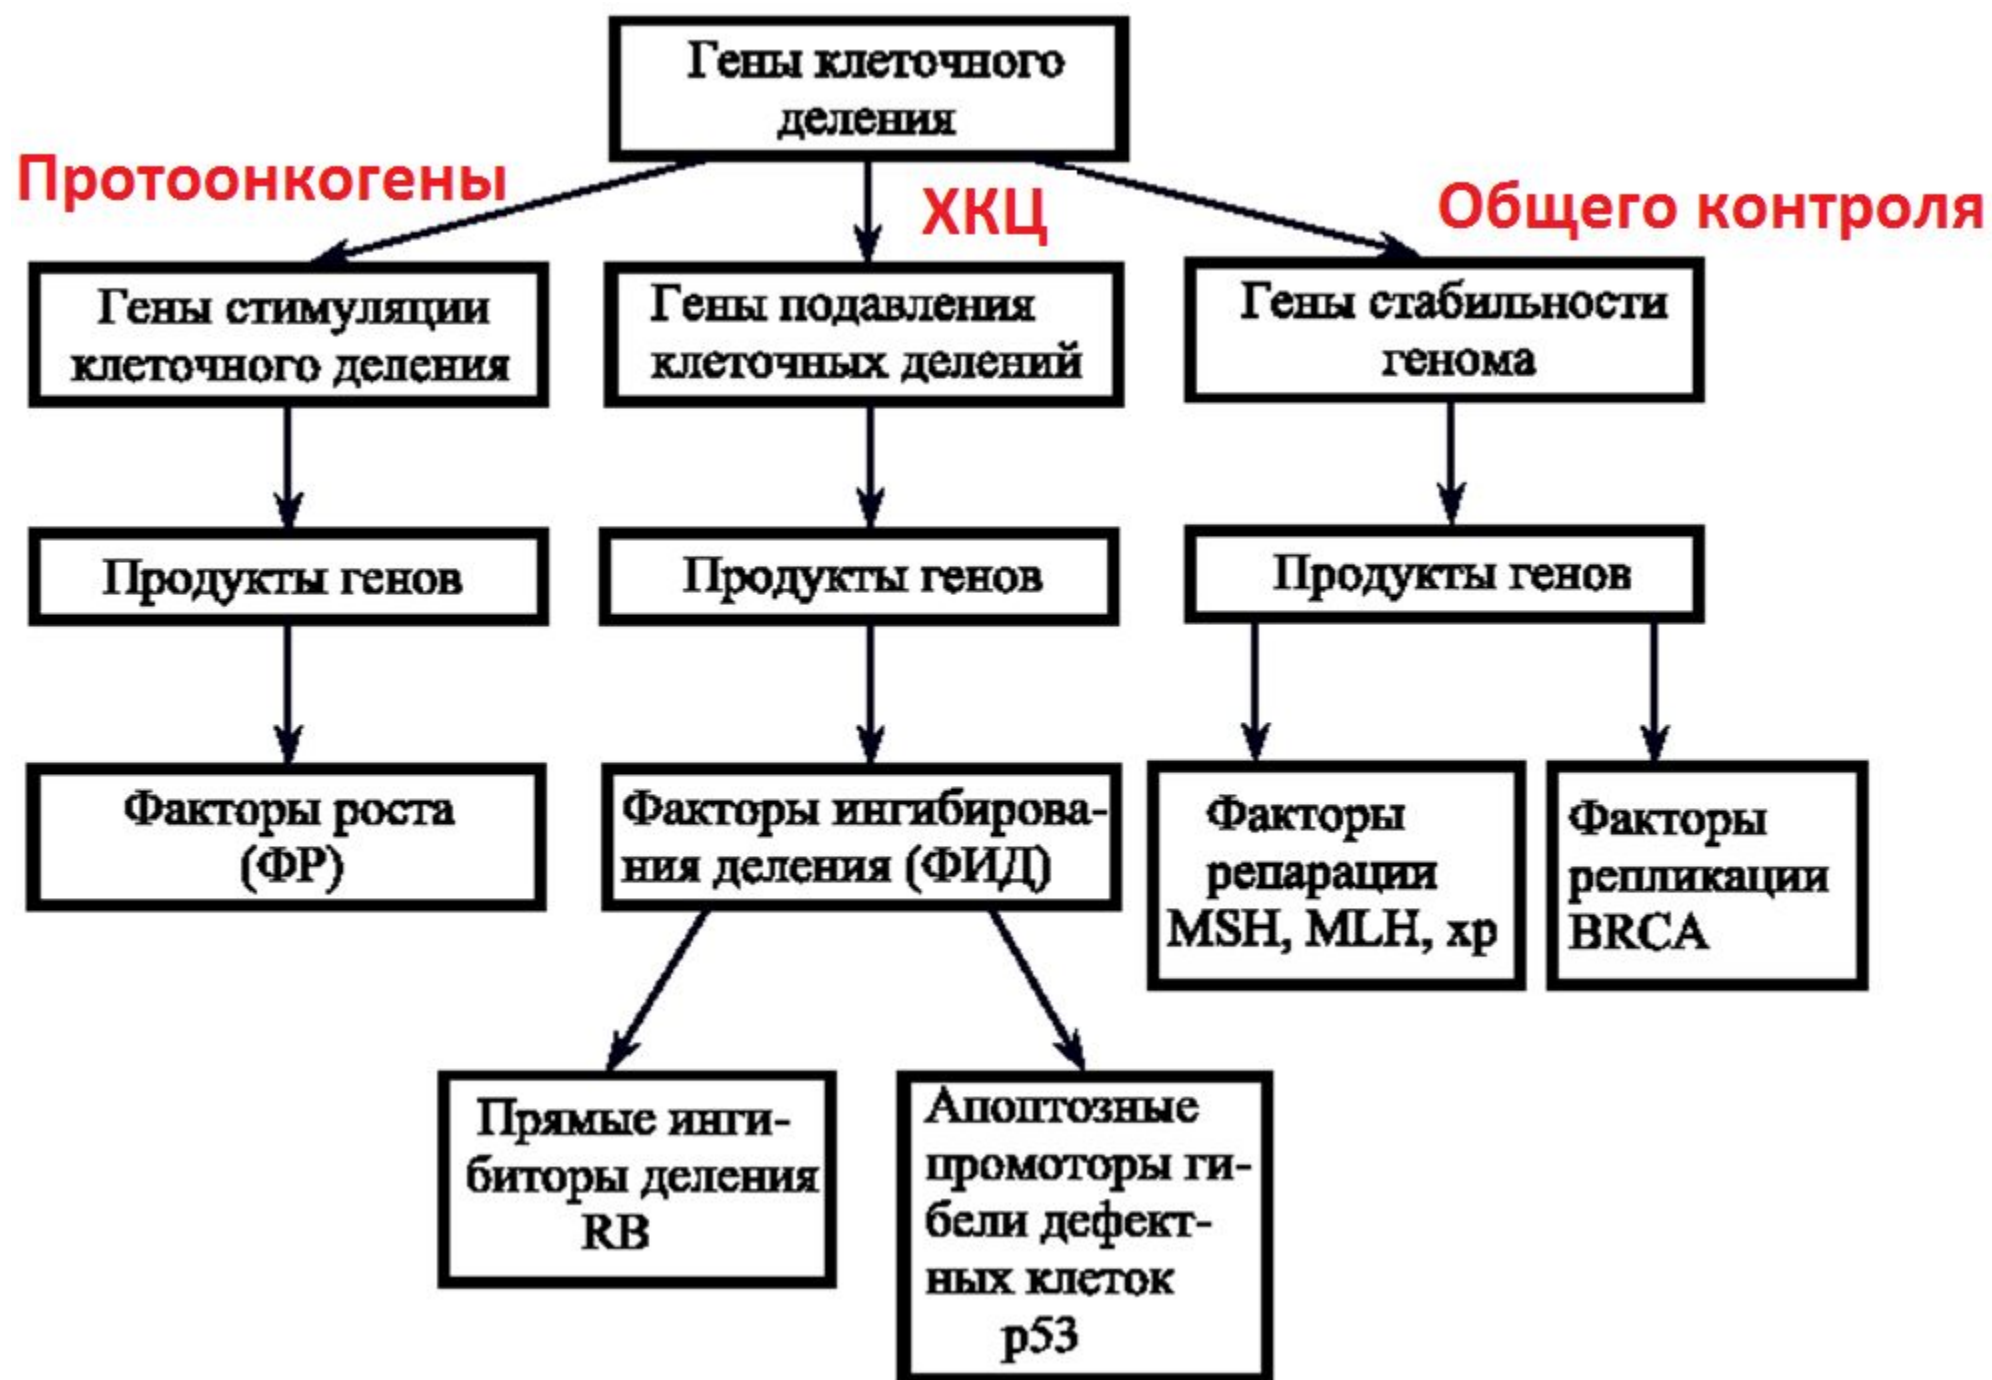 Гены клеточного
деления
Протоонкогены
ХКЦ
Общего контроля
Гены стимуляции
клеточного деления
Гены подавления
клеточных делений
Гены стабильности
генома
Продукты генов
Продукты генов
Продукты генов
Факторы роста
(ФР)
Факторы ингибирова-
ния деления (ФИД)
Факторы
репарации
MSH, MLH, xp
Факторы
репликации
BRCA
Прямые инги-
биторы деления
RB
Апоптозные
промоторы ги-
бели дефект-
ных клеток
p53